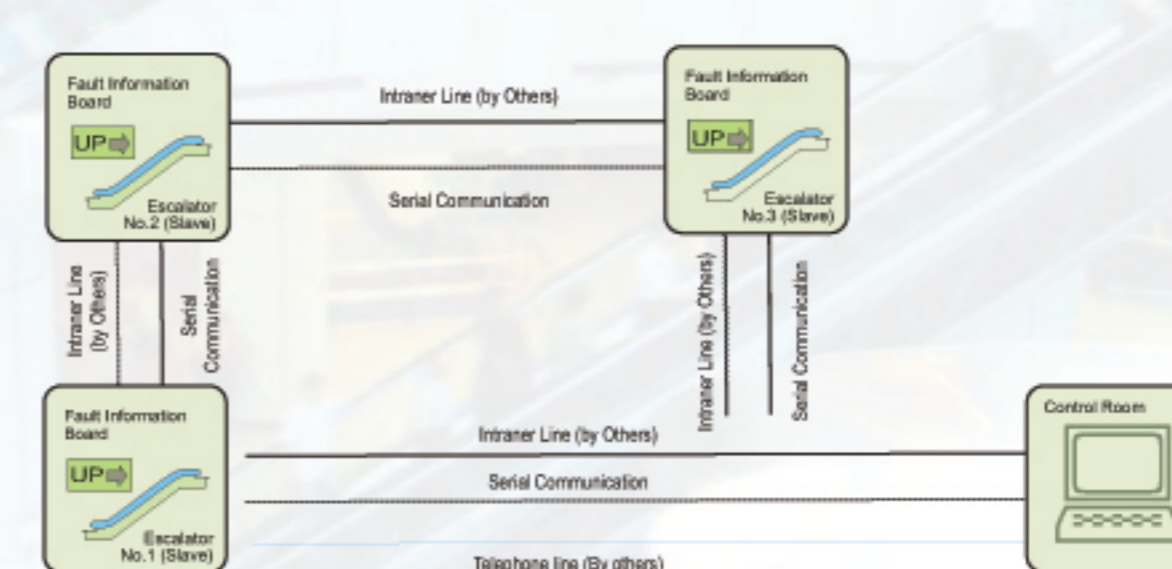 Fault Information
Board
UP
Escalator
No.2 (Slave)
Intraner Line (by Others)
Serial Communication
Fault Information
Board
UP
Escalator
No.3 (Slave)
Intraner Line
(by Others)
Serial
Communication
Intraner Line (by Others)
Serial Communication
Fault Information
Board
UP
Escalator
No.1 (Slave)
Intraner Line (by Others)
Serial Communication
Telephone line (By others)
Control Room